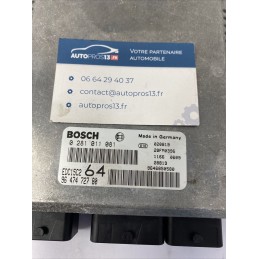 AUTOPROS13.FR
VOTRE PARTENAIRE
AUTOMOBILE
06 64 29 40 37
contact@autopros13.fr
autopros13.fr
BOSCH
Made in Germany
0 281 011 081
EDC15C2 64
96 474 727 80